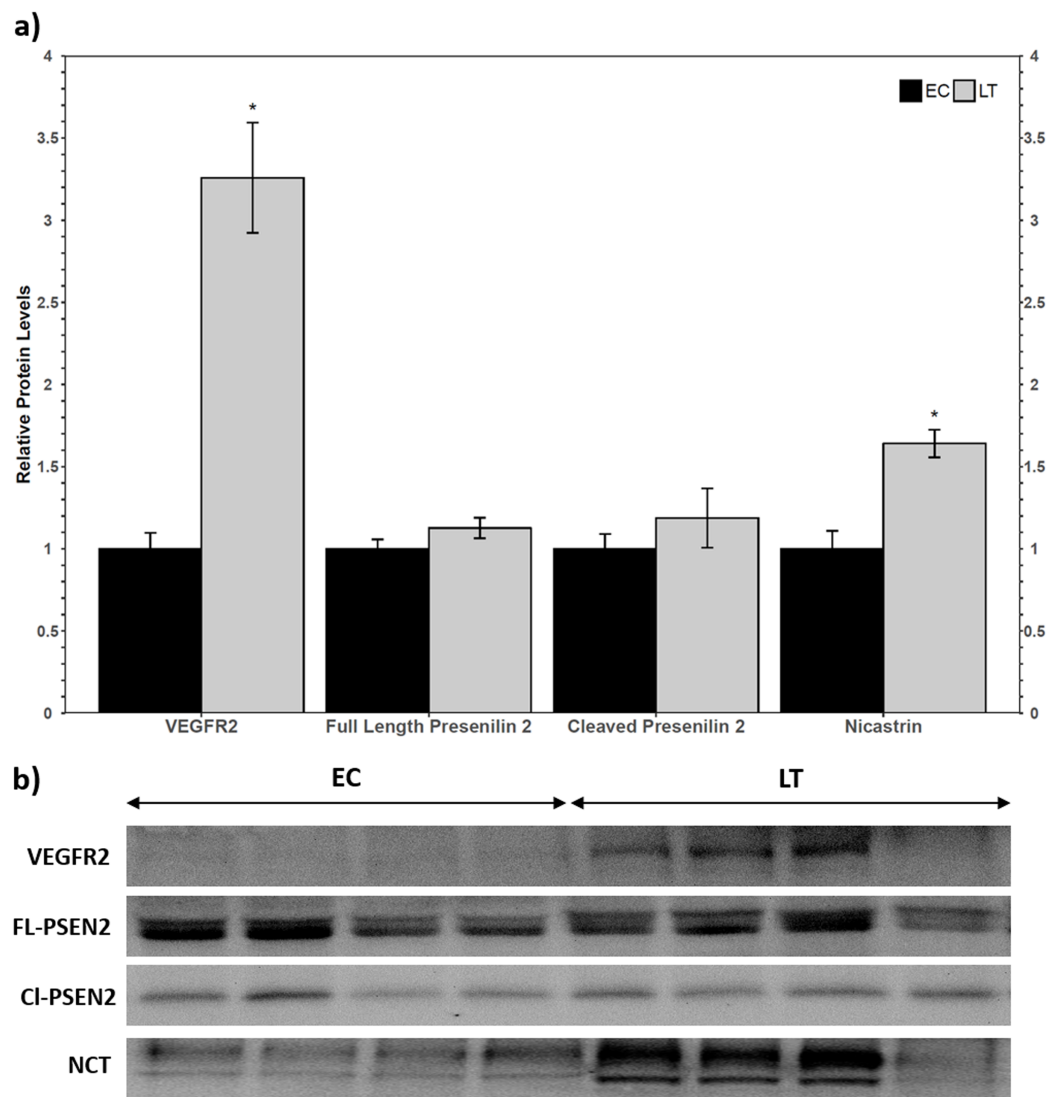 a)
4 4
EC LT
*
3.5 3.5
3 3
2.5 2.5
Relative Protein Levels
2 2
*
1.5 1.5
1 1
0.5 0.5
0 0
VEGFR2 Full Length Presenilin 2 Cleaved Presenilin 2 Nicastrin
b) EC LT
VEGFR2
FL-PSEN2
Cl-PSEN2
NCT